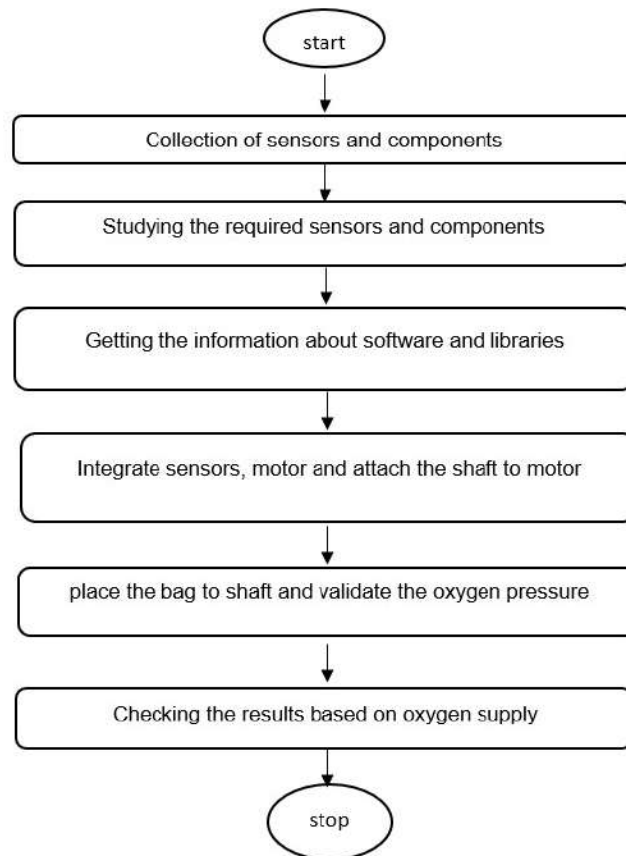 start
Collection of sensors and components
Studying the required sensors and components
Getting the information about software and libraries
Integrate sensors, motor and attach the shaft to motor
place the bag to shaft and validate the oxygen pressure
Checking the results based on oxygen supply
stop